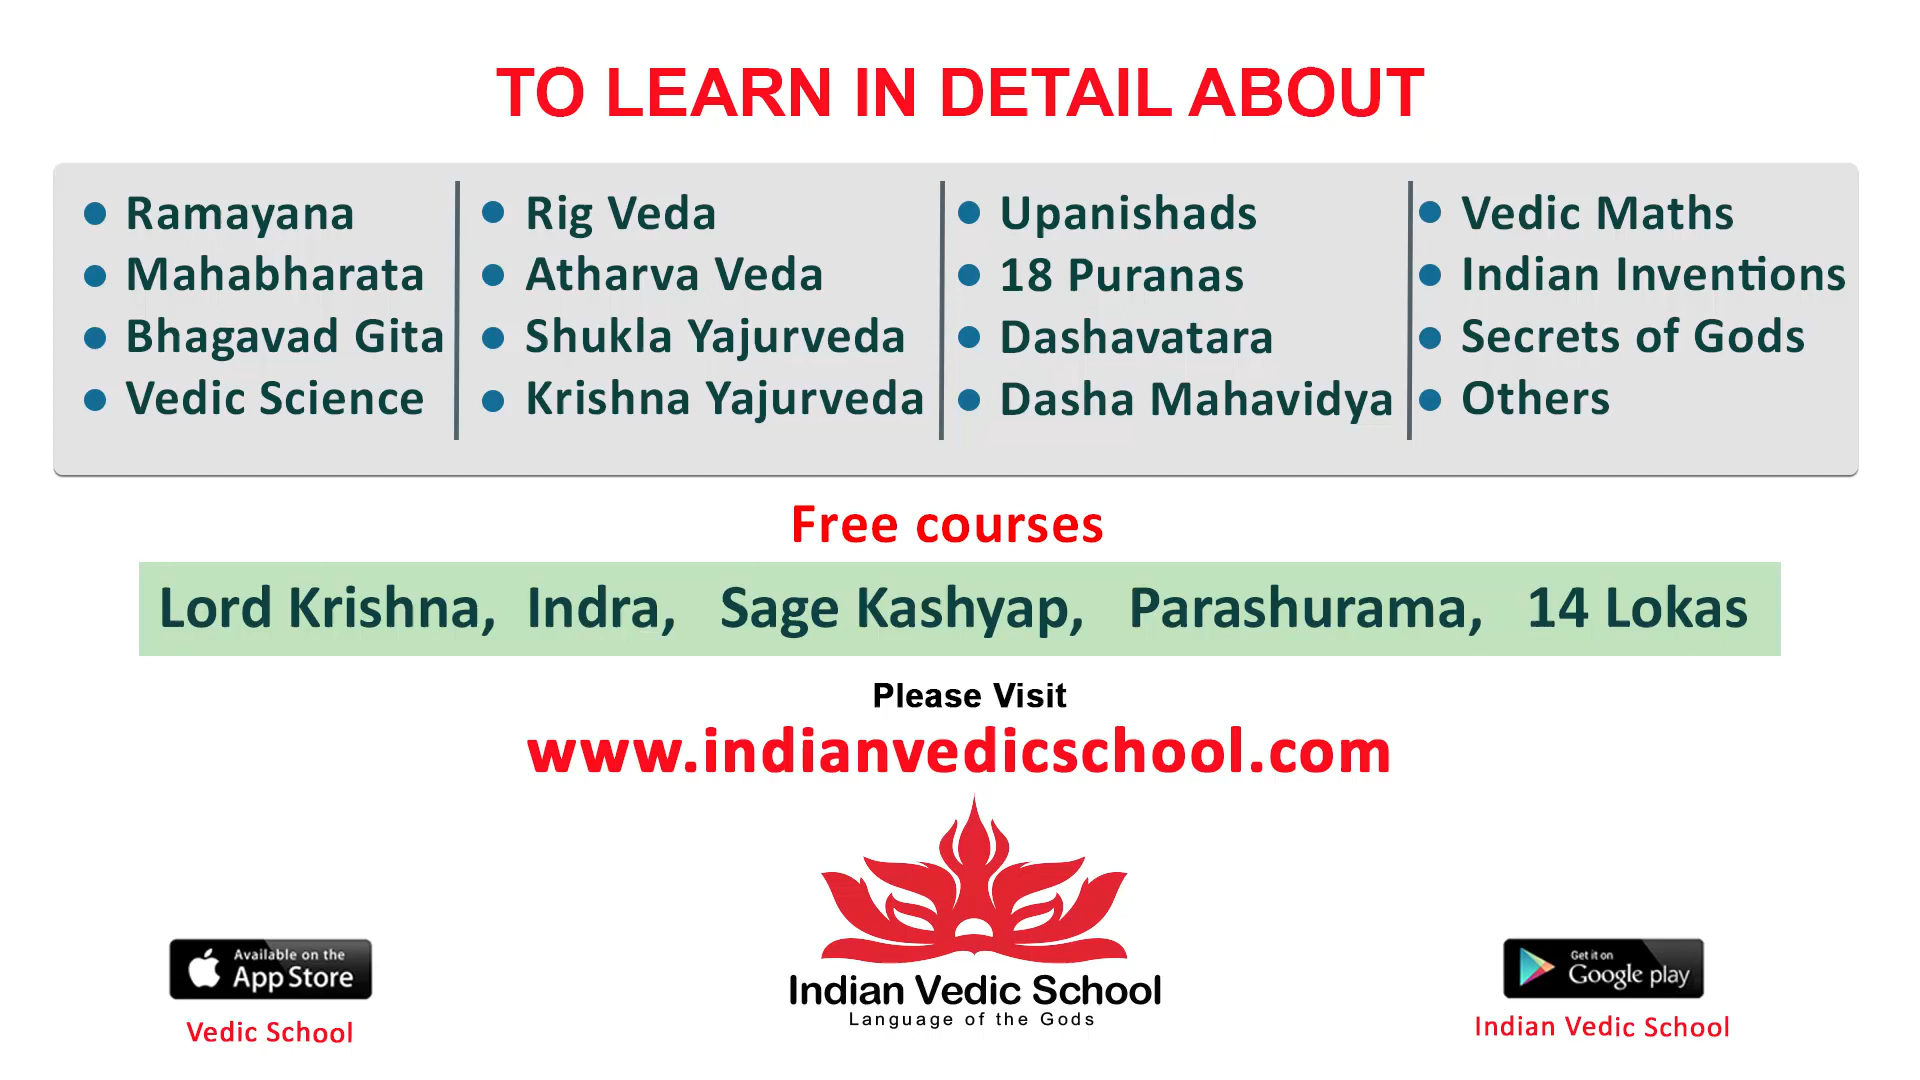 TO LEARN IN DETAIL ABOUT
Ramayana
Mahabharata
Bhagavad Gita
Vedic Science
Rig Veda
Atharva Veda
Shukla Yajurveda
Krishna Yajurveda
Upanishads
18 Puranas
Dashavatara
Dasha Mahavidya
Vedic Maths
Indian Inventions
Secrets of Gods
Others
Free courses
Lord Krishna, Indra, Sage Kashyap, Parashurama, 14 Lokas
Please Visit
www.indianvedicschool.com
Available on the
App Store
Vedic School
Indian Vedic School
Language of the Gods
Get it on
Google play
Indian Vedic School